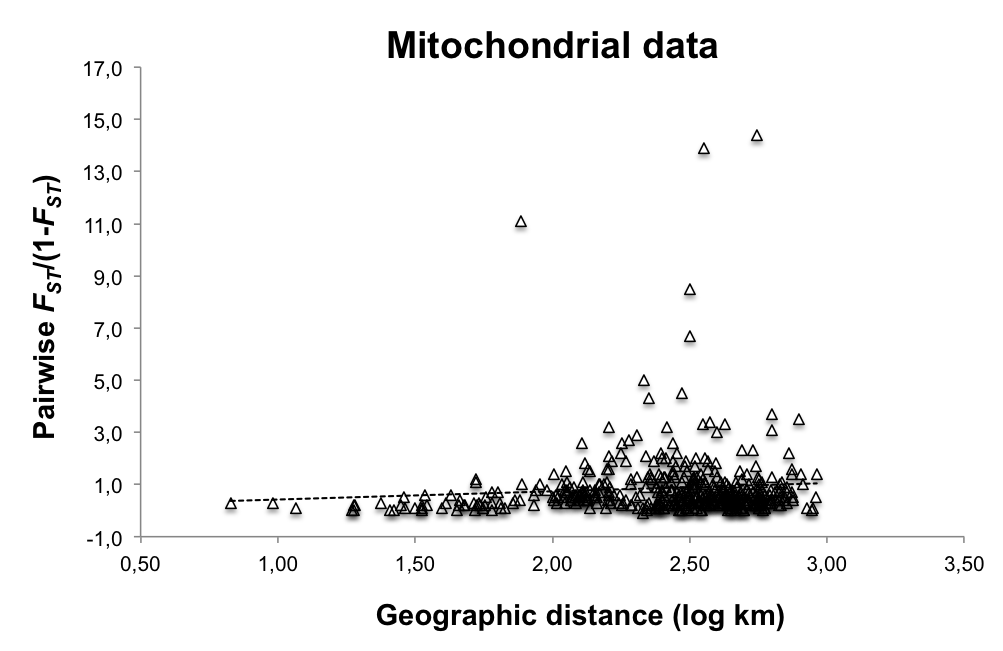 Mitochondrial data
17,0
15,0
13,0
11,0
9,0
7,0
5,0
3,0
1,0
-1,0
Pairwise FST/(1-FST)
0,50 1,00 1,50 2,00 2,50 3,00 3,50
Geographic distance (log km)